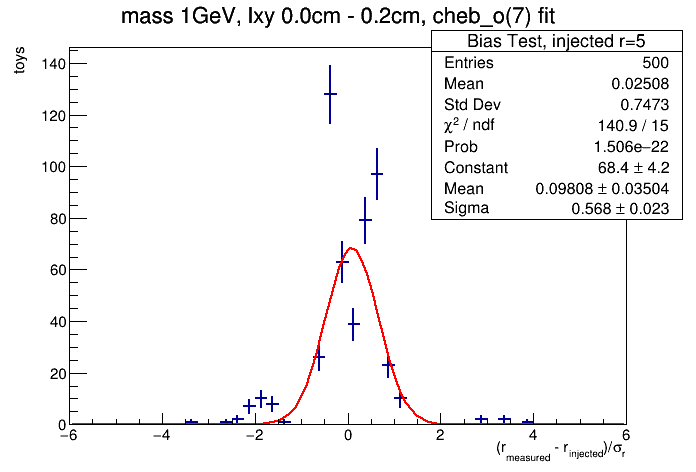 mass 1GeV, lxy 0.0cm - 0.2cm, cheb_o(7) fit
Bias Test, injected r=5
Entries 500
Mean 0.02508
Std Dev 0.7473
χ² / ndf 140.9 / 15
Prob 1.506e−22
Constant 68.4 ± 4.2
Mean 0.09808 ± 0.03504
Sigma 0.568 ± 0.023
toys
140
120
100
80
60
40
20
0
−6 −4 −2 0 2 4 6
(r_measured - r_injected)/σ_r